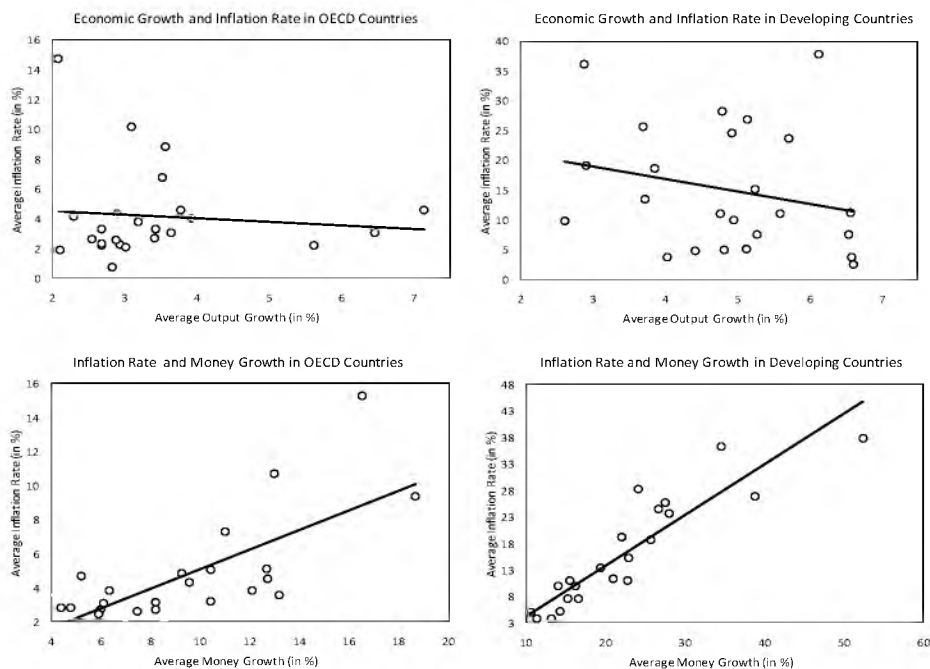 Economic Growth and Inflation Rate in OECD Countries
Average Inflation Rate (in %)
16
14
12
10
8
6
4
2
0
2 3 4 5 6 7
Average Output Growth (in %)
Economic Growth and Inflation Rate in Developing Countries
Average Inflation Rate (in %)
40
35
30
25
20
15
10
5
0
2 3 4 5 6 7
Average Output Growth (in %)
Inflation Rate and Money Growth in OECD Countries
Average Inflation Rate (in %)
16
14
12
10
8
6
4
2
4 6 8 10 12 14 16 18 20
Average Money Growth (in %)
Inflation Rate and Money Growth in Developing Countries
Average Inflation Rate (in %)
48
43
38
33
28
23
18
13
8
3
10 20 30 40 50 60
Average Money Growth (in %)